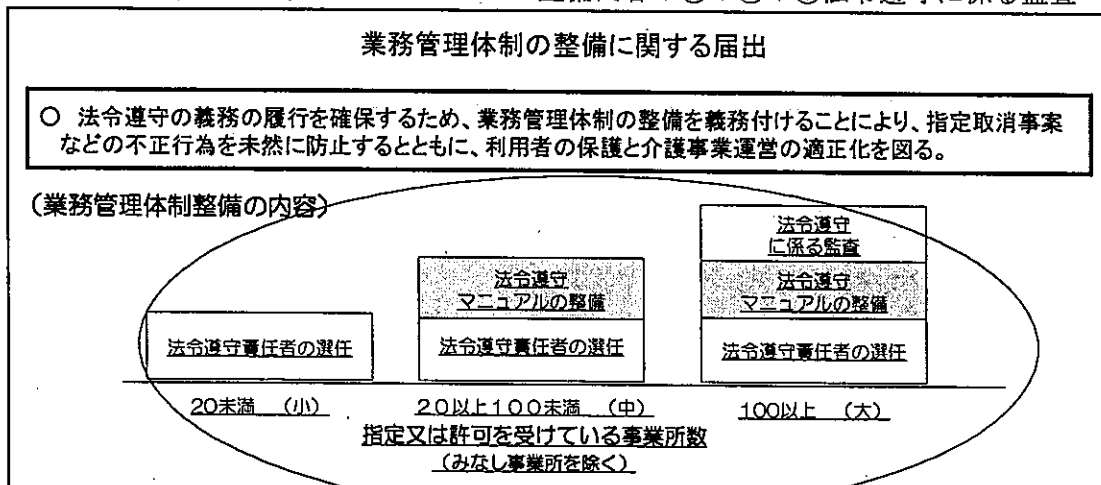 法令遵守に係る監査
業務管理体制の整備に関する届出
○ 法令遵守の義務の履行を確保するため、業務管理体制の整備を義務付けることにより、指定取消事案
などの不正行為を未然に防止するとともに、利用者の保護と介護事業運営の適正化を図る。
(業務管理体制整備の内容)
法令遵守
に係る監査
法令遵守
マニュアルの整備
法令遵守
マニュアルの整備
法令遵守責任者の選任
法令遵守責任者の選任
法令遵守責任者の選任
20未満 (小)
20以上100未満 (中)
100以上 (大)
指定又は許可を受けている事業所数
(みなし事業所を除く)